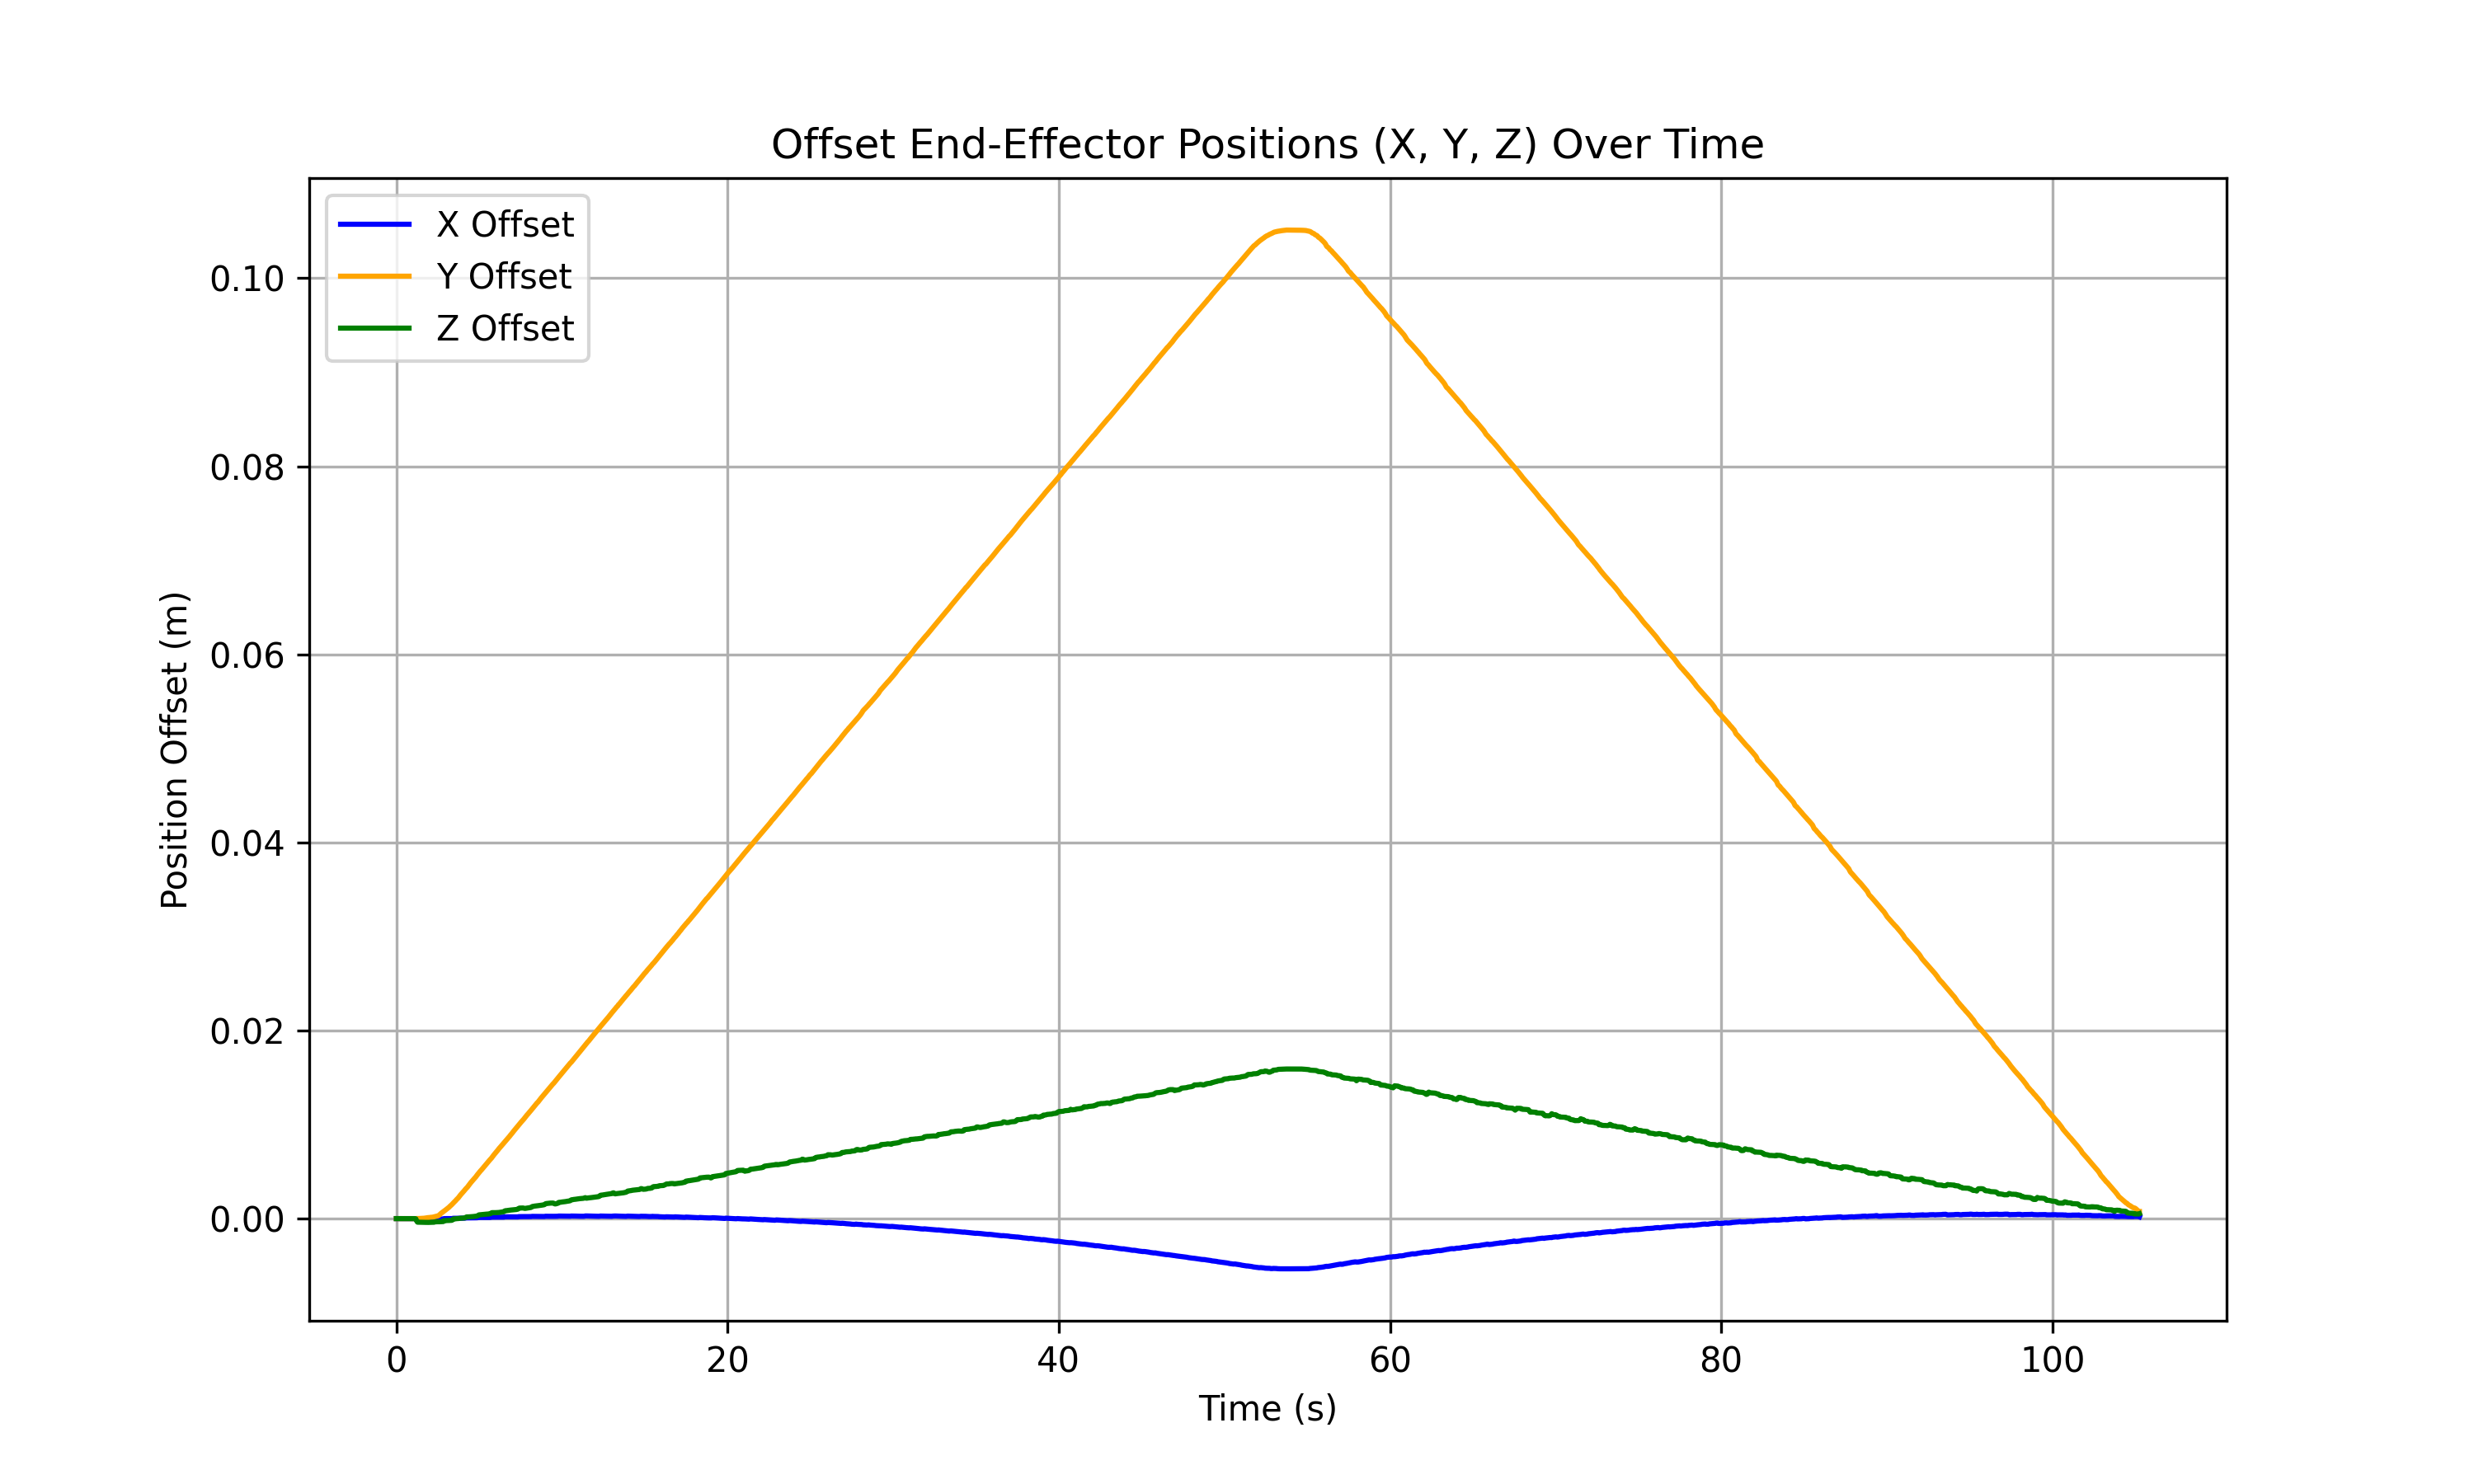 Offset End-Effector Positions (X, Y, Z) Over Time
X Offset
Y Offset
Z Offset
0.10
0.08
0.06
0.04
0.02
0.00
Position Offset (m)
0 20 40 60 80 100
Time (s)